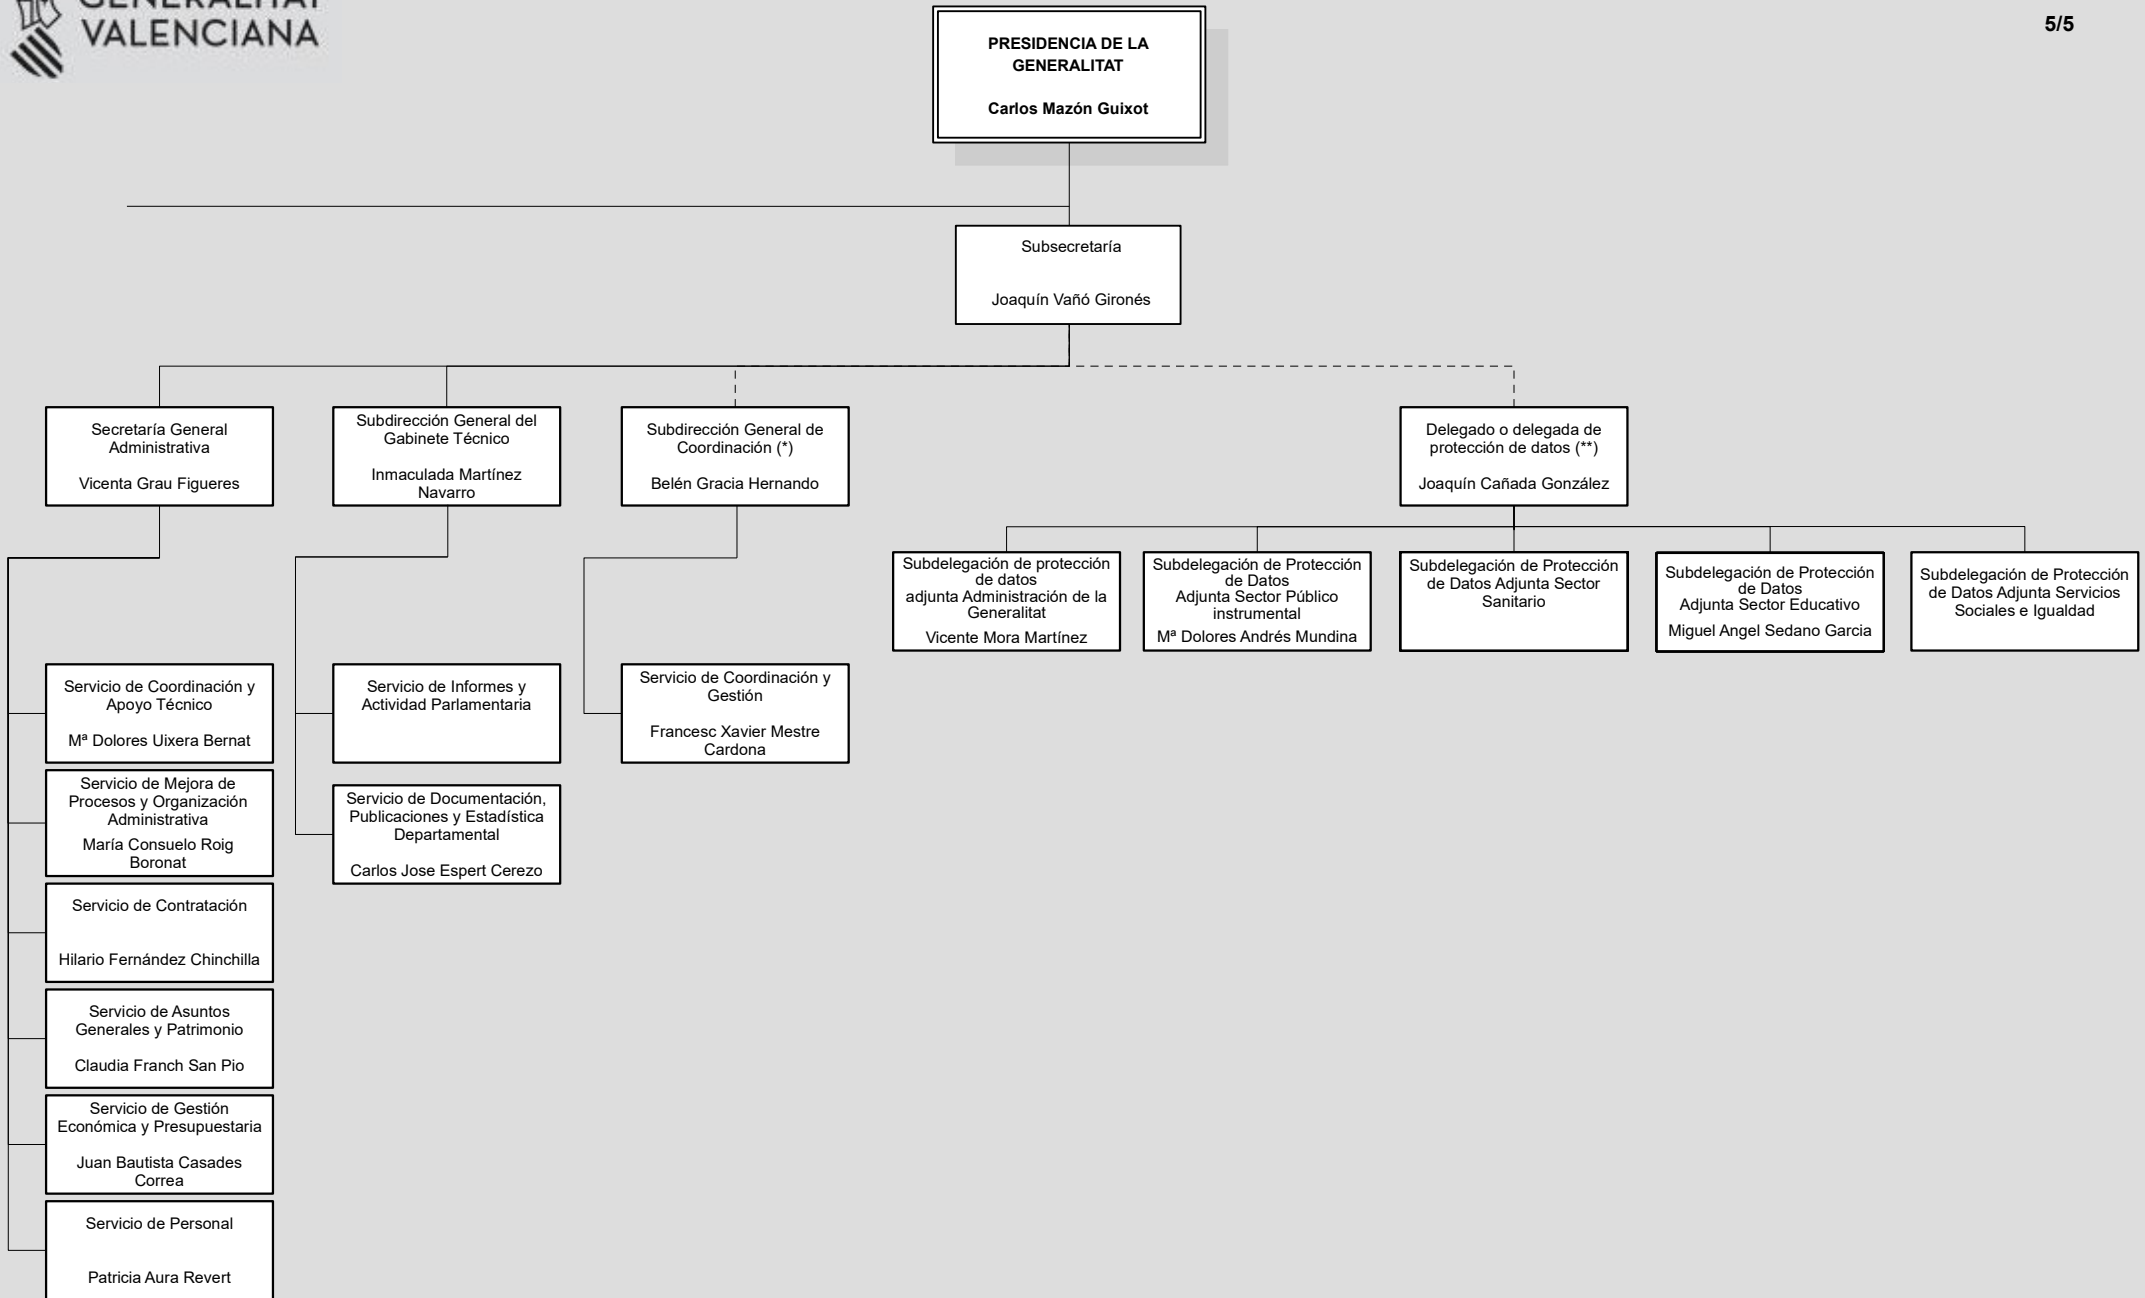 GENERALITAT
VALENCIANA
5/5
PRESIDENCIA DE LA
GENERALITAT
Carlos Mazón Guixot
Subsecretaría
Joaquín Vañó Gironés
Secretaría General
Administrativa
Vicenta Grau Figueres
Subdirección General del
Gabinete Técnico
Inmaculada Martínez
Navarro
Subdirección General de
Coordinación (*)
Belén Gracia Hernando
Delegado o delegada de
protección de datos (**)
Joaquín Cañada González
Subdelegación de protección
de datos
adjunta Administración de la
Generalitat
Vicente Mora Martínez
Subdelegación de Protección
de Datos
Adjunta Sector Público
instrumental
Mª Dolores Andrés Mundina
Subdelegación de Protección
de Datos Adjunta Sector
Sanitario
Subdelegación de Protección
de Datos
Adjunta Sector Educativo
Miguel Angel Sedano Garcia
Subdelegación de Protección
de Datos Adjunta Servicios
Sociales e Igualdad
Servicio de Coordinación y
Apoyo Técnico
Mª Dolores Uixera Bernat
Servicio de Informes y
Actividad Parlamentaria
Servicio de Coordinación y
Gestión
Francesc Xavier Mestre
Cardona
Servicio de Mejora de
Procesos y Organización
Administrativa
María Consuelo Roig
Boronat
Servicio de Documentación,
Publicaciones y Estadística
Departamental
Carlos Jose Espert Cerezo
Servicio de Contratación
Hilario Fernández Chinchilla
Servicio de Asuntos
Generales y Patrimonio
Claudia Franch San Pio
Servicio de Gestión
Económica y Presupuestaria
Juan Bautista Casades
Correa
Servicio de Personal
Patricia Aura Revert